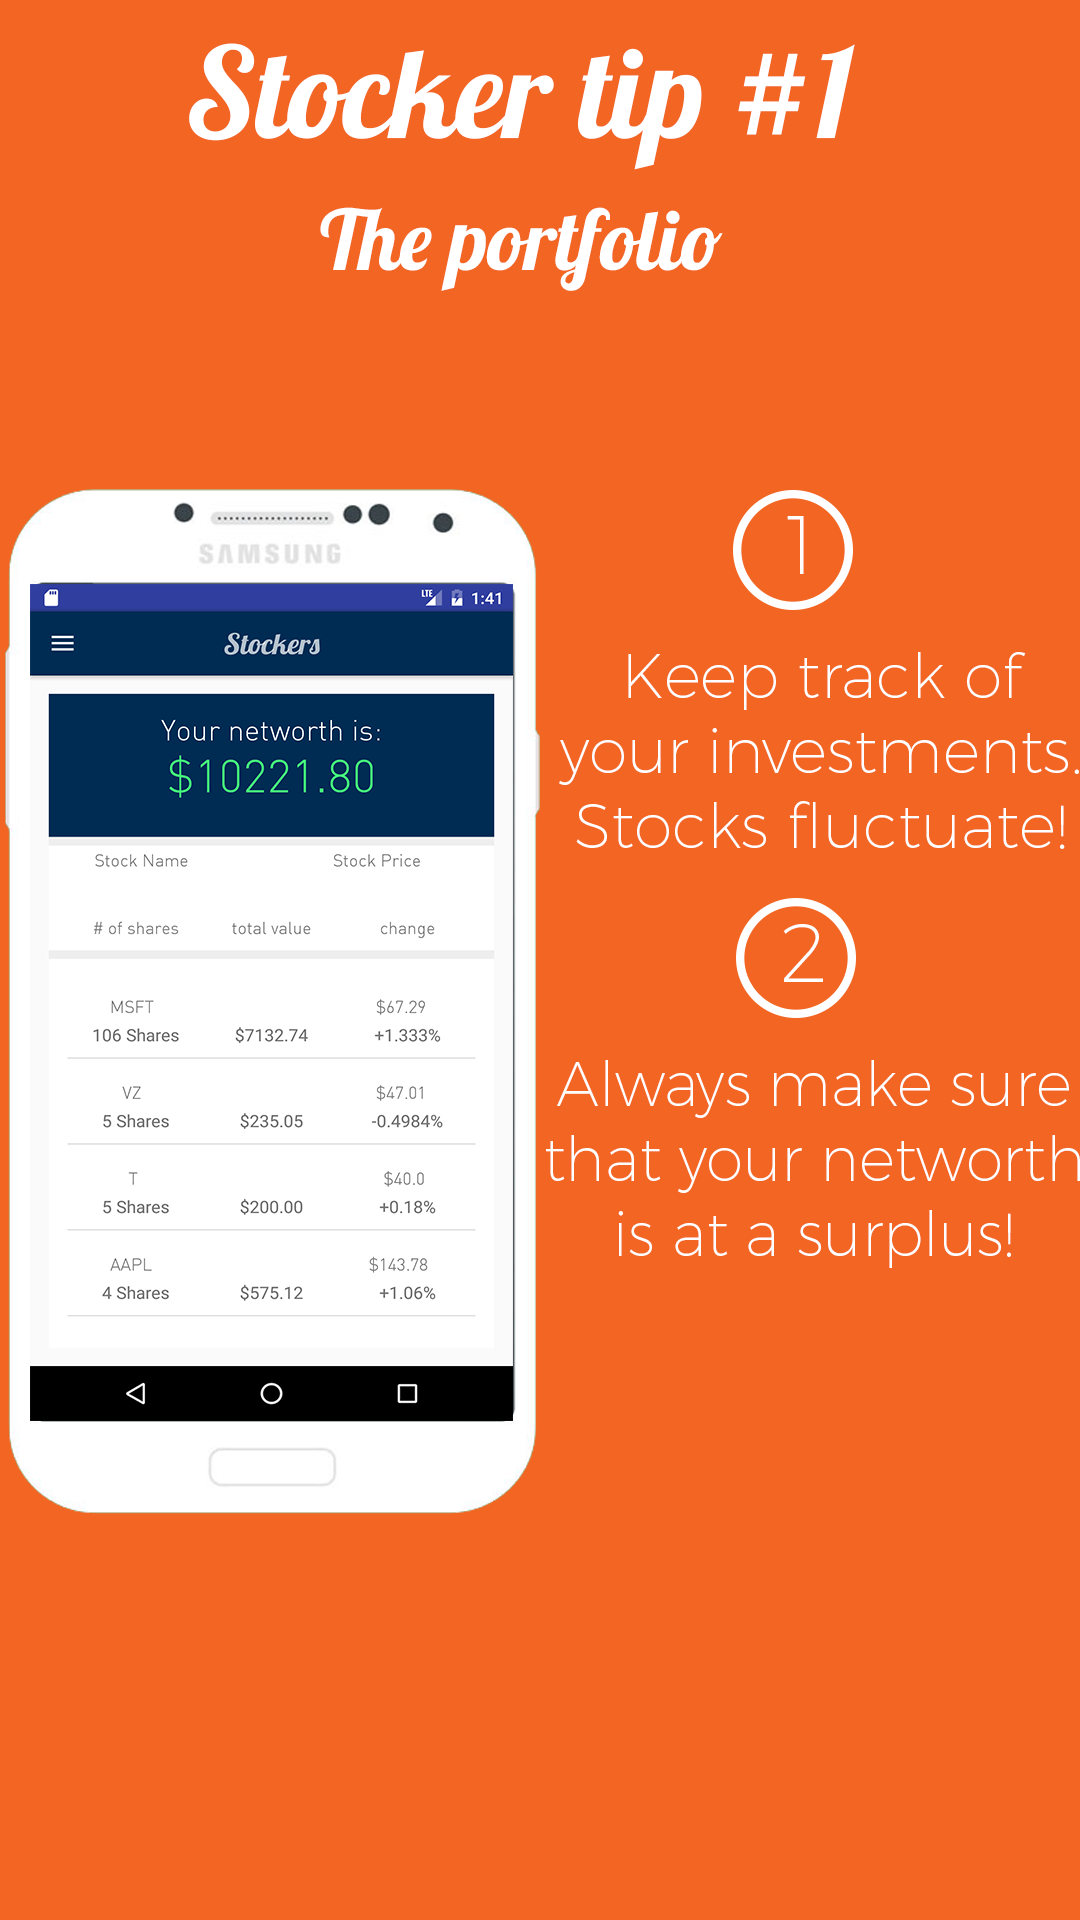 Stocker tip #1
The portfolio
SAMSUNG
LTE 1:41
Stockers
Your networth is:
$10221.80
Stock Name Stock Price
# of shares total value change
MSFT $67.29
106 Shares $7132.74 +1.333%
VZ $47.01
5 Shares $235.05 -0.4984%
T $40.0
5 Shares $200.00 +0.18%
AAPL $143.78
4 Shares $575.12 +1.06%
1
Keep track of
your investments.
Stocks fluctuate!
2
Always make sure
that your networth
is at a surplus!